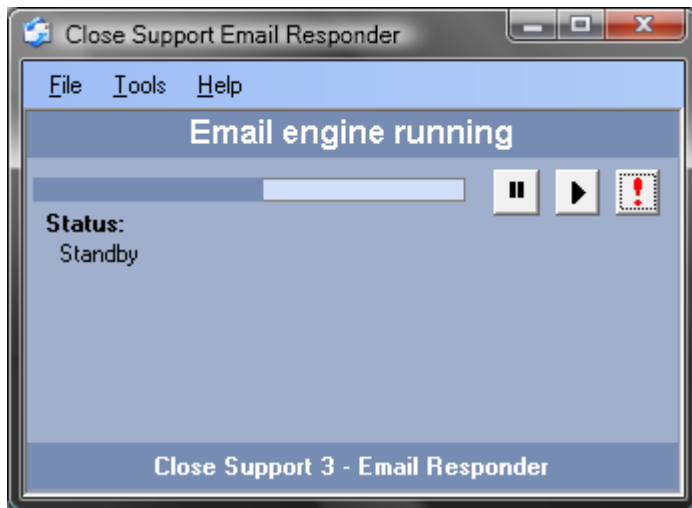 Close Support Email Responder
File Tools Help
Email engine running
Status:
Standby
Close Support 3 - Email Responder